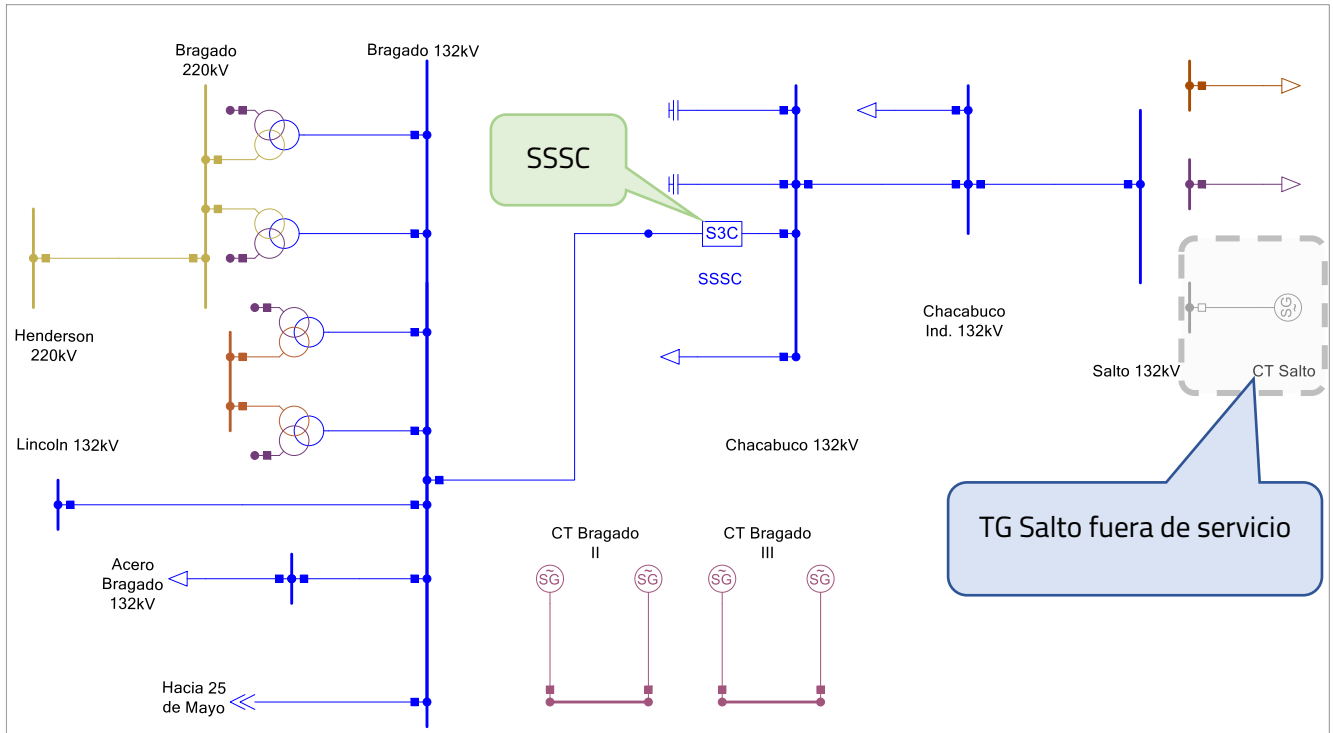 Bragado
220kV
Bragado 132kV
SSSC
S3C
SSSC
Henderson
220kV
Chacabuco
Ind. 132kV
Salto 132kV
SG
CT Salto
Lincoln 132kV
Chacabuco 132kV
TG Salto fuera de servicio
CT Bragado
II
CT Bragado
III
SG
SG
SG
SG
Acero
Bragado
132kV
Hacia 25
de Mayo